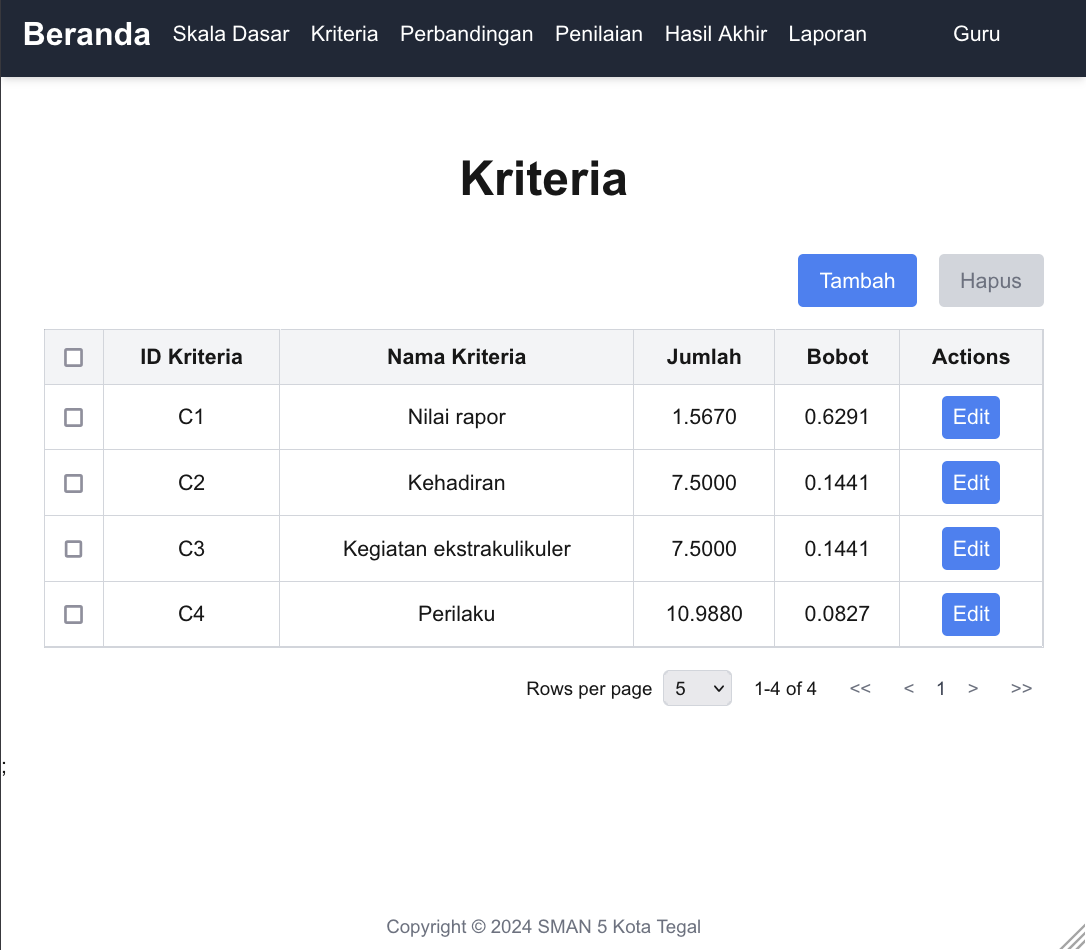 Beranda Skala Dasar Kriteria Perbandingan Penilaian Hasil Akhir Laporan Guru
Kriteria
Tambah Hapus
ID Kriteria Nama Kriteria Jumlah Bobot Actions
C1 Nilai rapor 1.5670 0.6291 Edit
C2 Kehadiran 7.5000 0.1441 Edit
C3 Kegiatan ekstrakulikuler 7.5000 0.1441 Edit
C4 Perilaku 10.9880 0.0827 Edit
Rows per page 5 1-4 of 4 << < 1 > >>
;
Copyright © 2024 SMAN 5 Kota Tegal